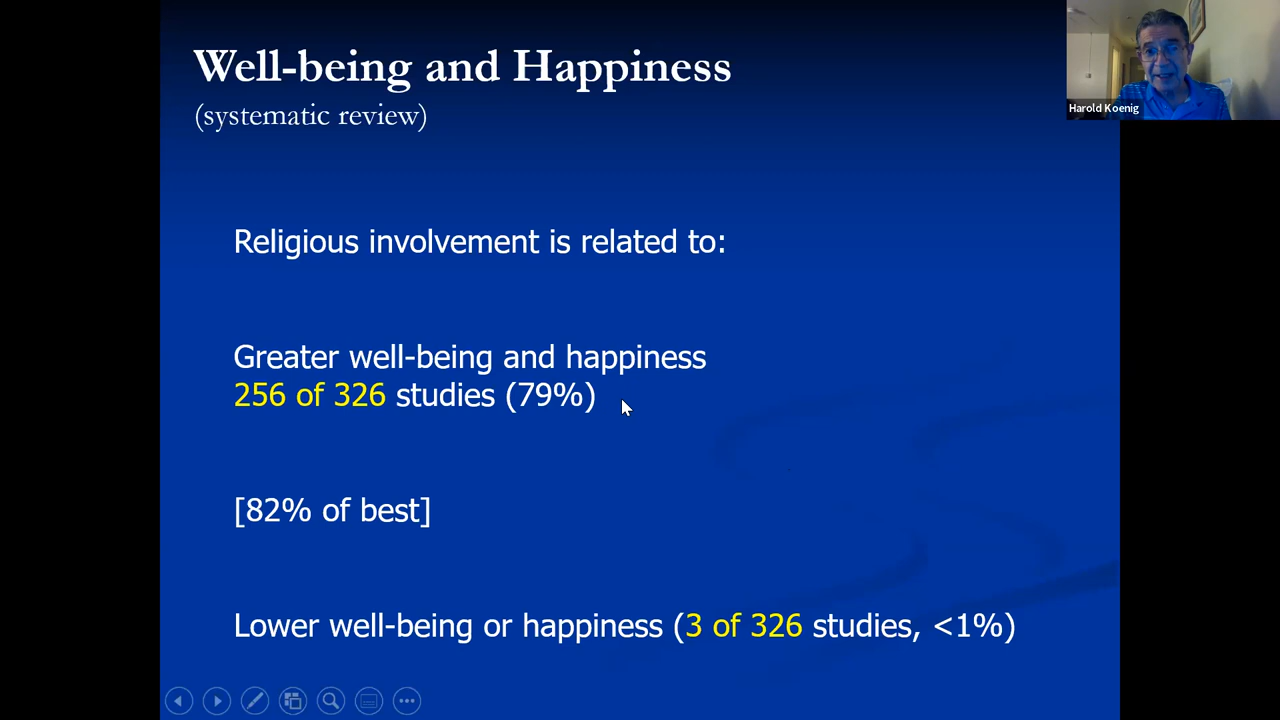 Well-being and Happiness
(systematic review)
Harold Koenig
Religious involvement is related to:
Greater well-being and happiness
256 of 326 studies (79%)
[82% of best]
Lower well-being or happiness (3 of 326 studies, <1%)